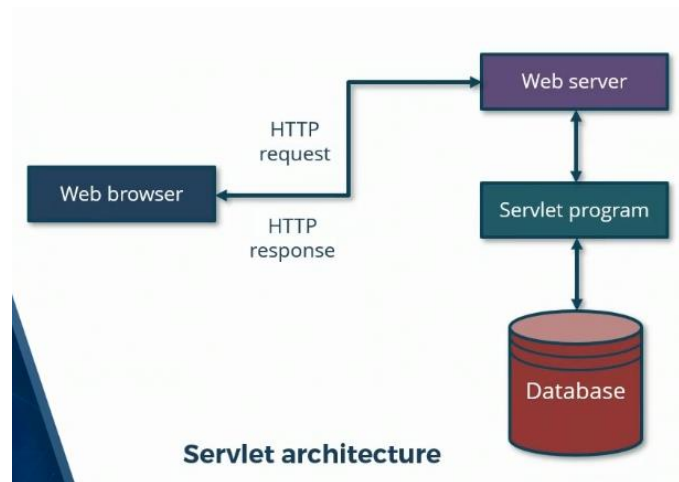 Web server
HTTP
request
Web browser
Servlet program
HTTP
response
Database
Servlet architecture